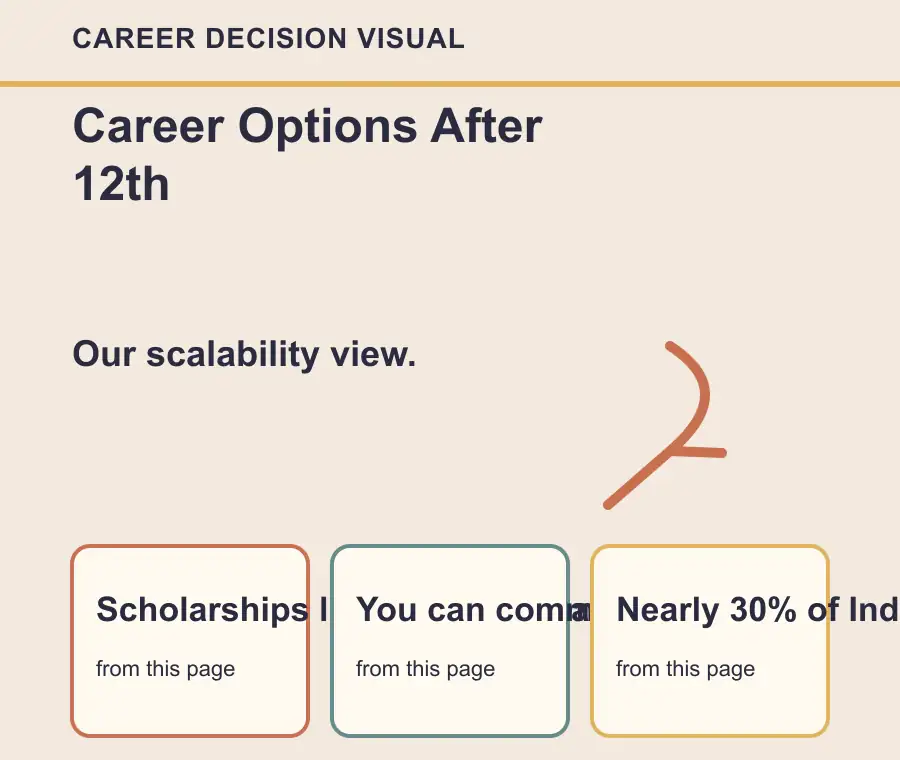 CAREER DECISION VISUAL
Career Options After
12th
Our scalability view.
Scholarships
You can
Nearly 30% of Ind
from this page
from this page
from this page